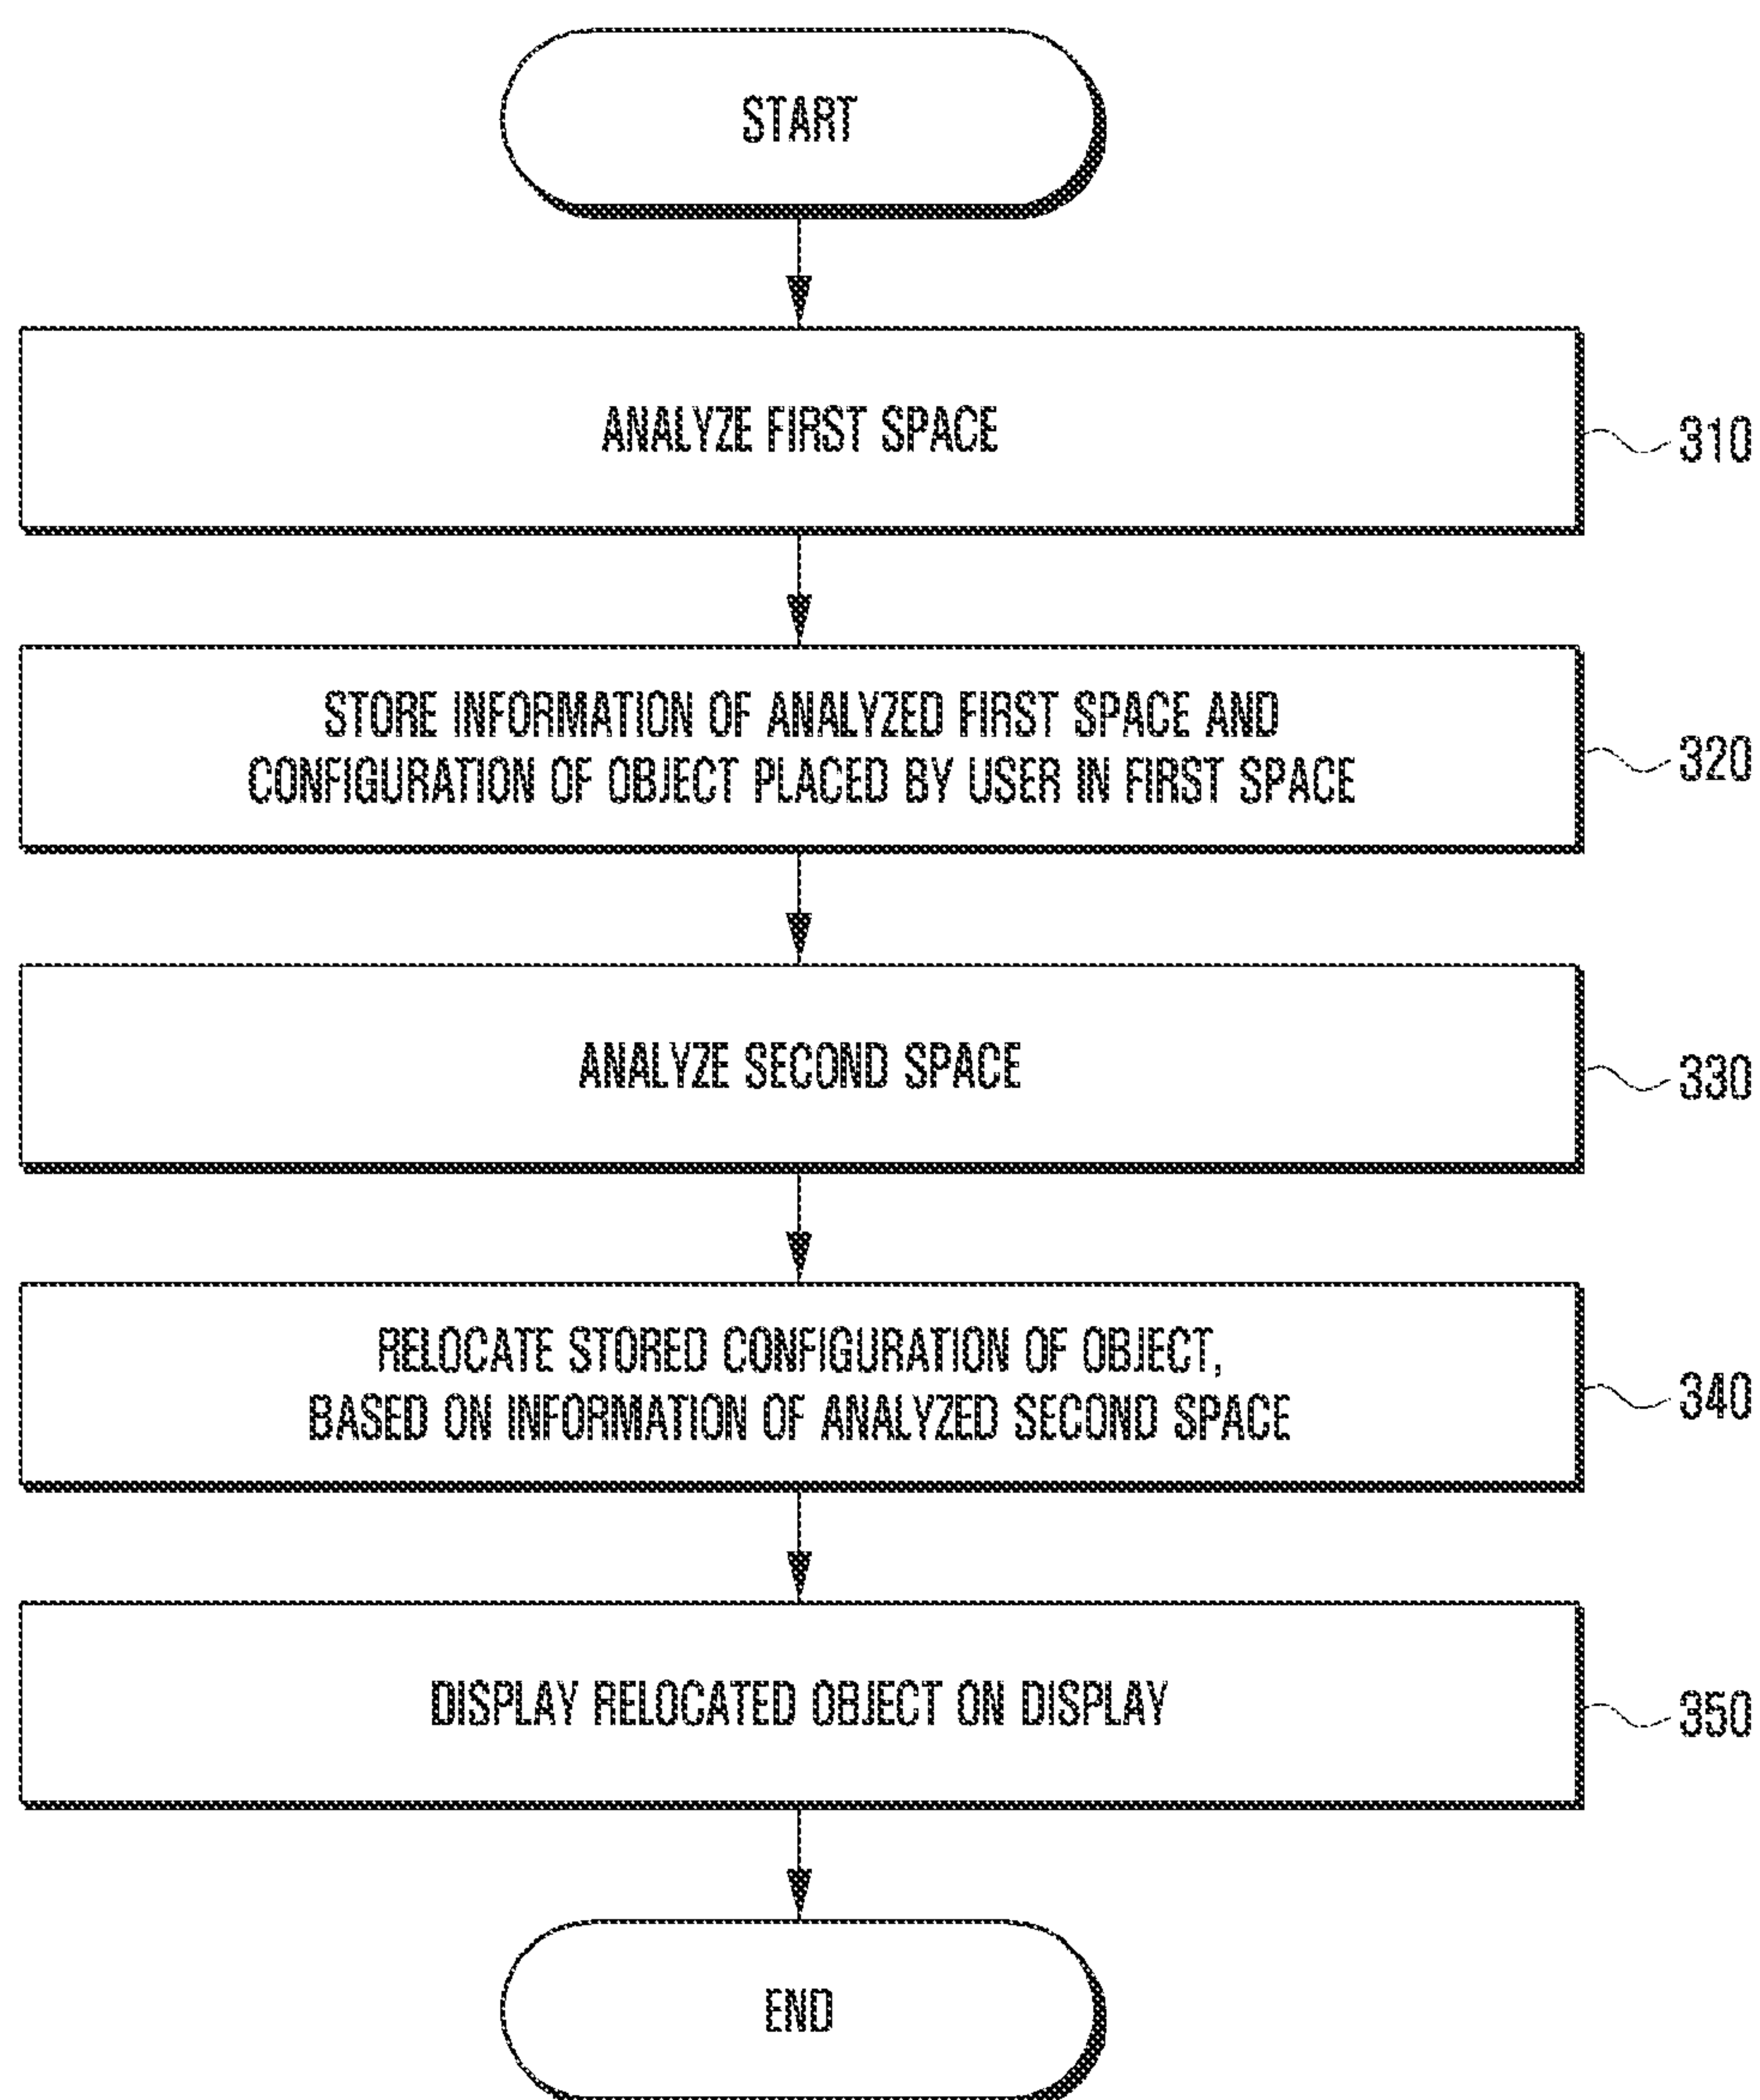 START
ANALYZE FIRST SPACE
310
STORE INFORMATION OF ANALYZED FIRST SPACE AND
CONFIGURATION OF OBJECT PLACED BY USER IN FIRST SPACE
320
ANALYZE SECOND SPACE
330
RELOCATE STORED CONFIGURATION OF OBJECT,
BASED ON INFORMATION OF ANALYZED SECOND SPACE
340
DISPLAY RELOCATED OBJECT ON DISPLAY
350
END